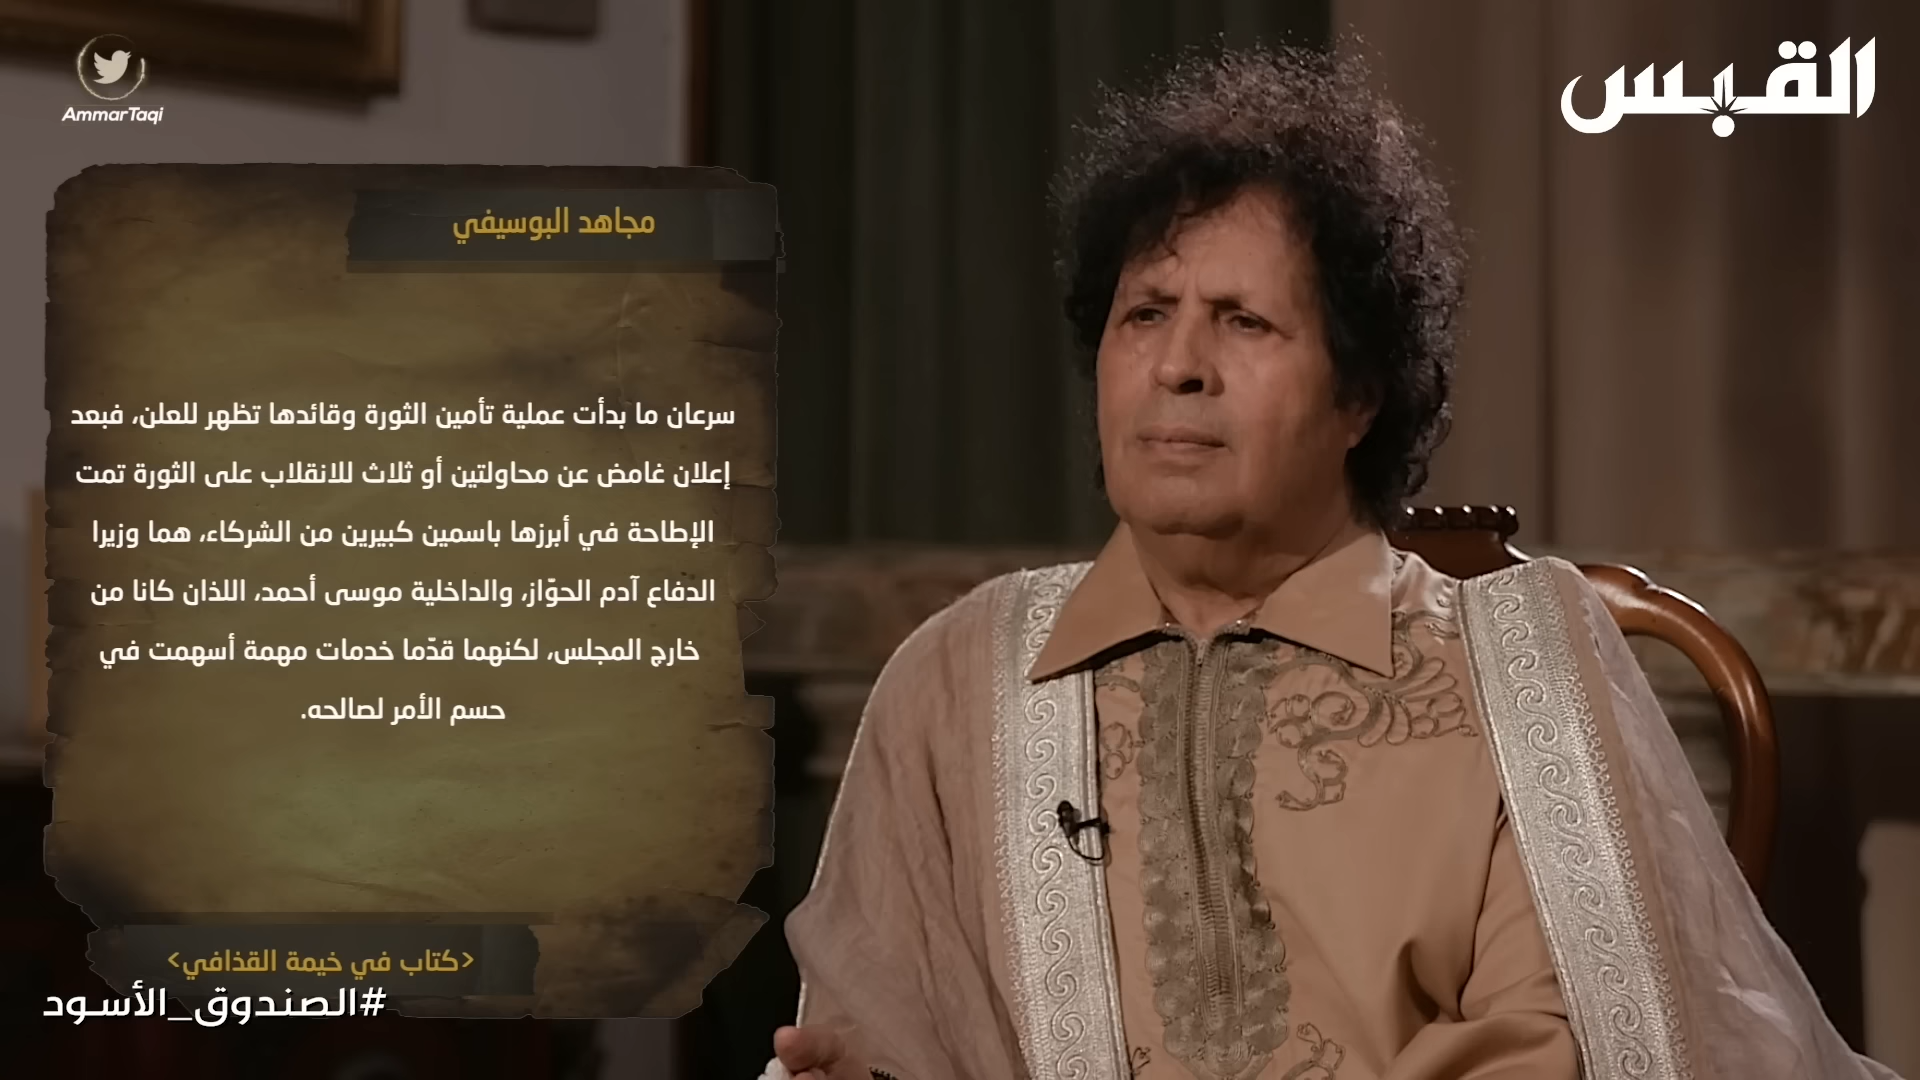 AmmarTaqi
القبس
مجاهد البوسيفي
سرعان ما بدأت عملية تأمين الثورة وقائدها تظهر للعلن، فبعد
إعلان غامض عن محاولتين أو ثلاث للانقلاب على الثورة تمت
الإطاحة في أبرزها باسمين كبيرين من الشركاء، هما وزيرا
الدفاع آدم الحوّاز، والداخلية موسى أحمد، اللذان كانا من
خارج المجلس، لكنهما قدّما خدمات مهمة أسهمت في
حسم الأمر لصالحه.
<كتاب في خيمة القذافي>
#الصندوق_الأسود